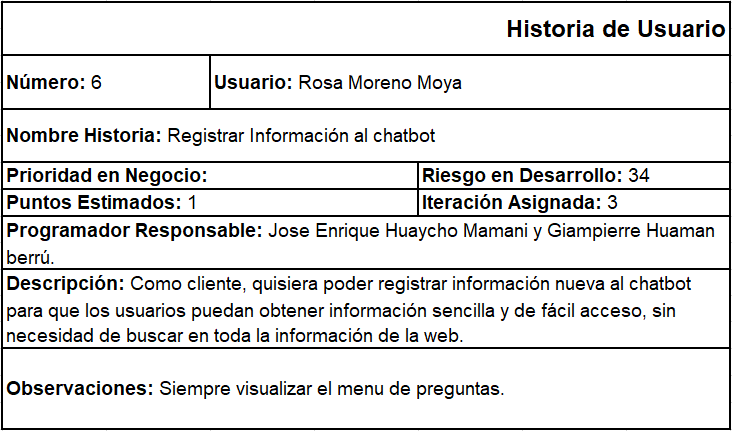 Historia de Usuario
Número: 6
Usuario: Rosa Moreno Moya
Nombre Historia: Registrar Información al chatbot
Prioridad en Negocio:
Riesgo en Desarrollo: 34
Puntos Estimados: 1
Iteración Asignada: 3
Programador Responsable: Jose Enrique Huaycho Mamani y Giampierre Huaman
berrú.
Descripción: Como cliente, quisiera poder registrar información nueva al chatbot
para que los usuarios puedan obtener información sencilla y de fácil acceso, sin
necesidad de buscar en toda la información de la web.
Observaciones: Siempre visualizar el menu de preguntas.